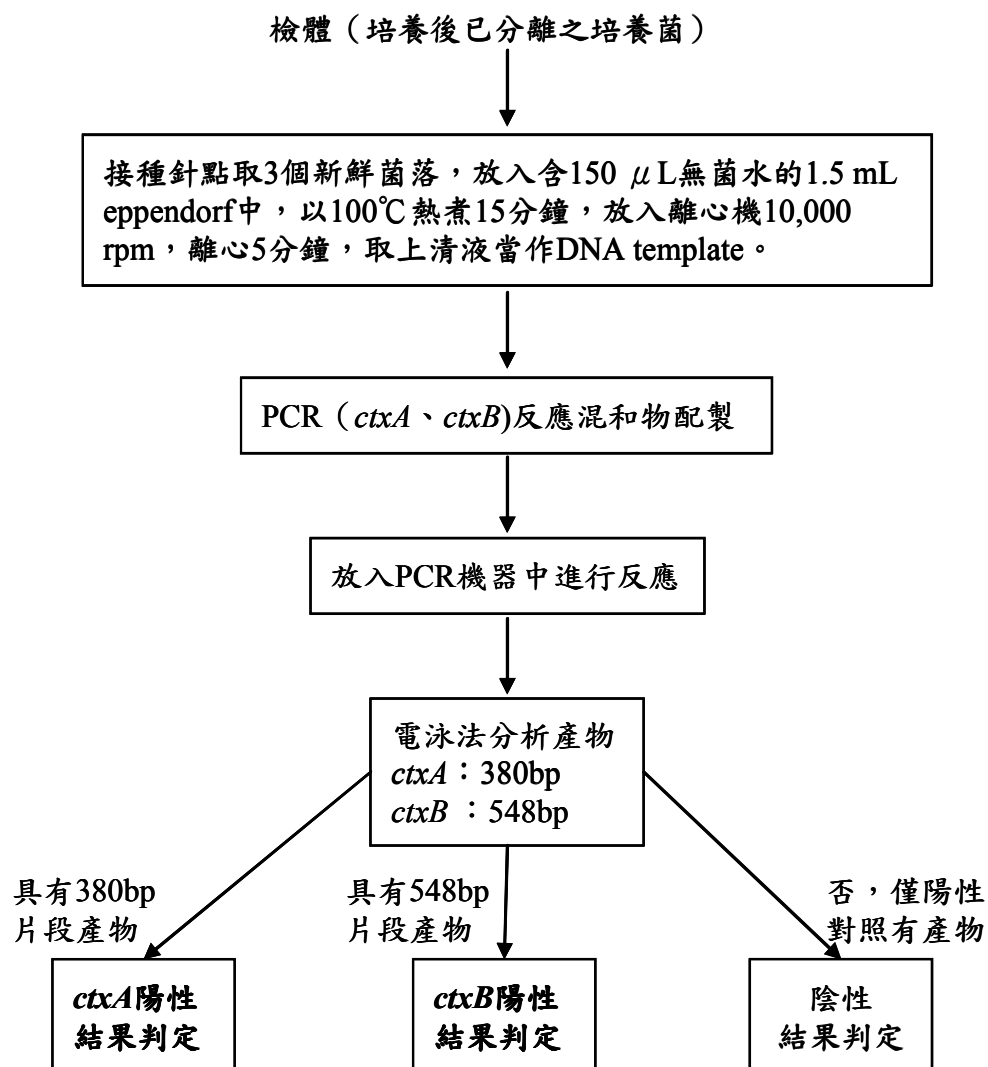 檢體（培養後已分離之培養菌）
接種針點取3個新鮮菌落，放入含150 μL無菌水的1.5 mL
eppendorf中，以100℃熱煮15分鐘，放入離心機10,000
rpm，離心5分鐘，取上清液當作DNA template。
PCR（ctxA、ctxB)反應混和物配製
放入PCR機器中進行反應
電泳法分析產物
ctxA：380bp
ctxB ：548bp
具有380bp
片段產物
具有548bp
片段產物
否，僅陽性
對照有產物
ctxA陽性
結果判定
ctxB陽性
結果判定
陰性
結果判定